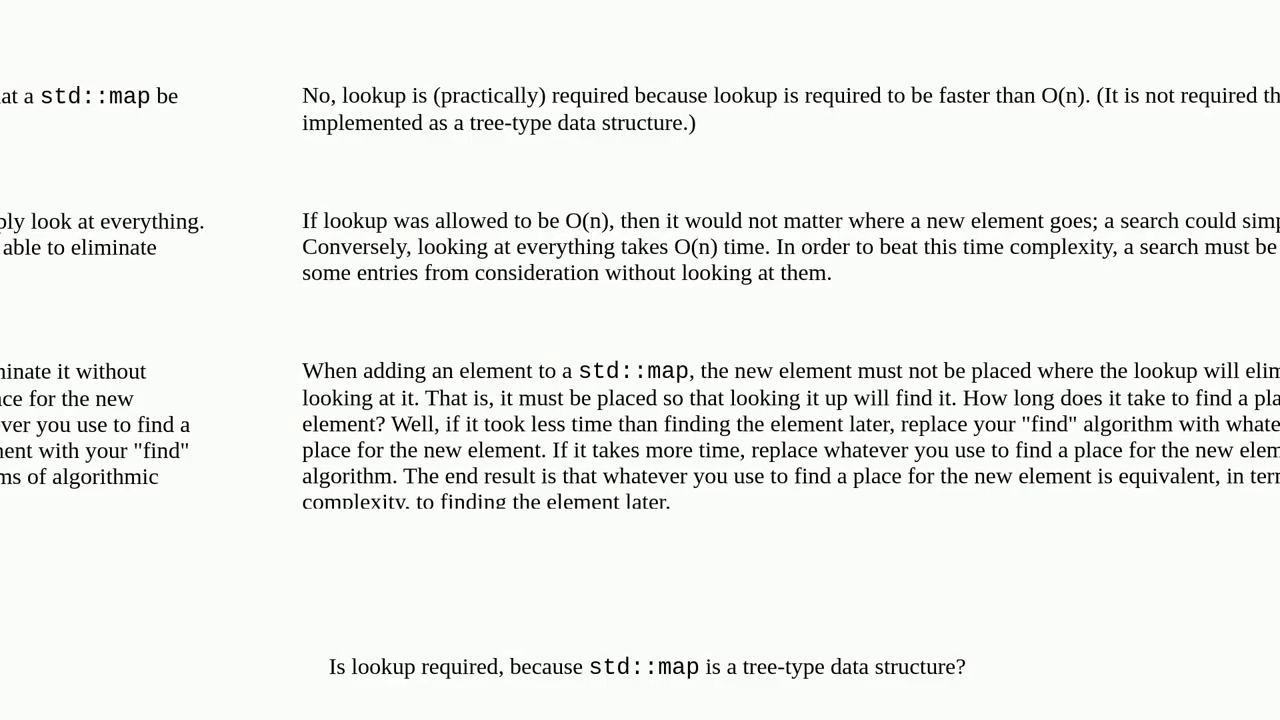 at a std::map be
ply look at everything.
able to eliminate
inate it without
ce for the new
ver you use to find a
ent with your "find"
ms of algorithmic
No, lookup is (practically) required because lookup is required to be faster than O(n). (It is not required th
implemented as a tree-type data structure.)
If lookup was allowed to be O(n), then it would not matter where a new element goes; a search could simp
Conversely, looking at everything takes O(n) time. In order to beat this time complexity, a search must be
some entries from consideration without looking at them.
When adding an element to a std::map, the new element must not be placed where the lookup will elim
looking at it. That is, it must be placed so that looking it up will find it. How long does it take to find a pla
element? Well, if it took less time than finding the element later, replace your "find" algorithm with whate
place for the new element. If it takes more time, replace whatever you use to find a place for the new elem
algorithm. The end result is that whatever you use to find a place for the new element is equivalent, in ter
complexity, to finding the element later.
Is lookup required, because std::map is a tree-type data structure?